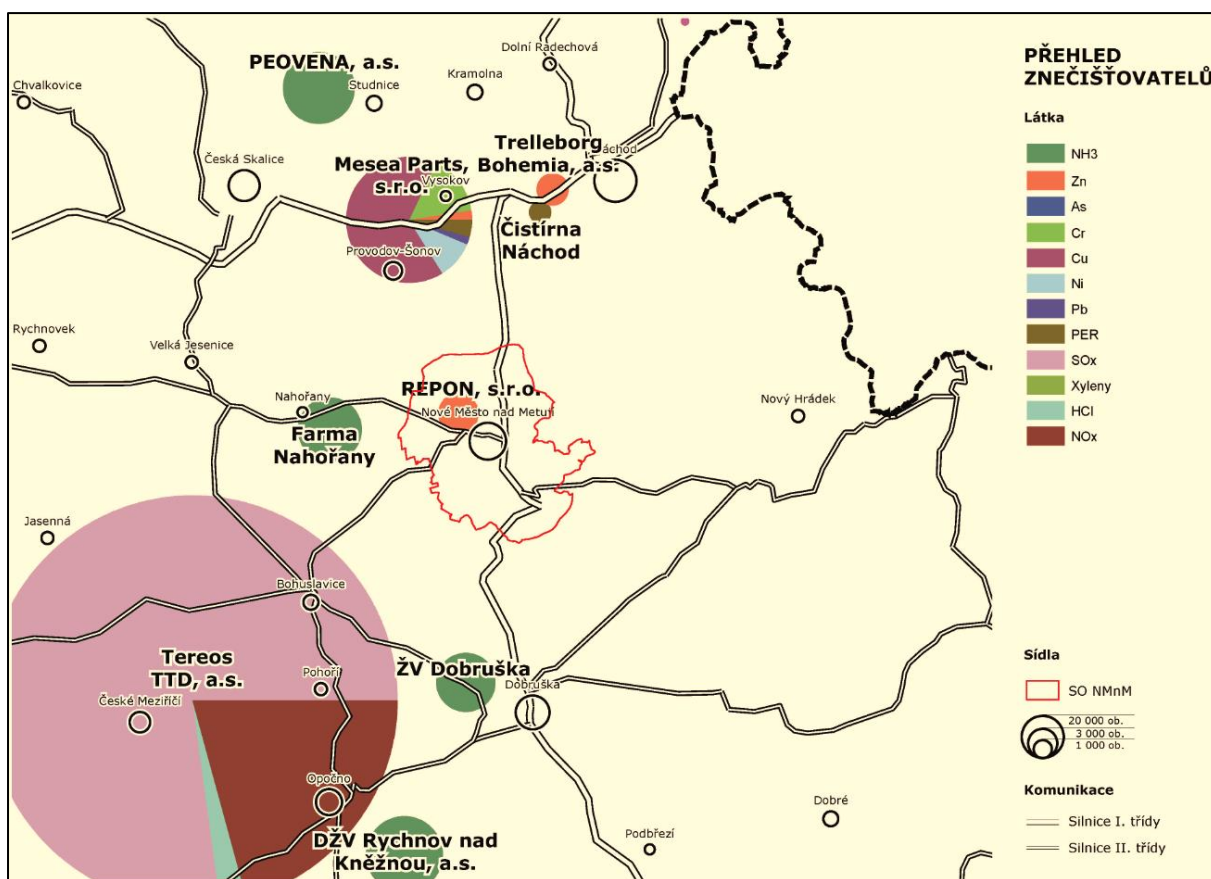 Dolní Radechová
PEOVENA, a.s.
Kramolna
Chvalkovice
Studnice
Trelleborg
Bohemia, a.s.
Česká Skalice
Mesea Parts,
s.r.o.
Vysokov
Čistírna
Náchod
Provodov-Šonov
Rychnovek
Velká Jesenice
REPON, s.r.o.
Nahořany
Nové Město nad Metují
Nový Hrádek
Farma
Nahořany
Jasenná
Bohuslavice
Tereos
TTD, a.s.
Pohoří
ŽV Dobruška
České Meziříčí
Dobruška
Opočno
DŽV Rychnov nad
Kněžnou, a.s.
Podbřezí
Dobré
PŘEHLED
ZNEČIŠŤOVATELŮ
Látka
NH3
Zn
As
Cr
Cu
Ni
Pb
PER
SOx
Xyleny
HCl
NOx
Sídla
SO NMnM
20 000 ob.
3 000 ob.
1 000 ob.
Komunikace
Silnice I. třídy
Silnice II. třídy